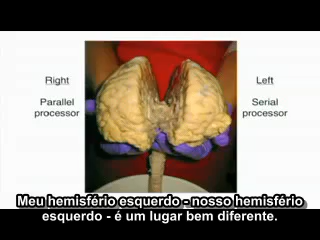 Right
Left
Parallel
processor
Serial
processor
Meu hemisfério esquerdo - nosso hemisfério
esquerdo - é um lugar bem diferente.